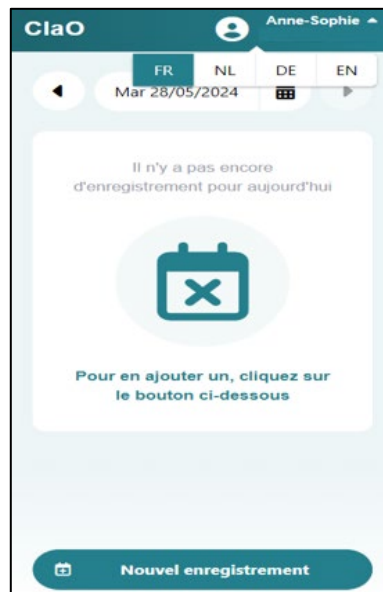 ClaO
Anne-Sophie
FR NL DE EN
Mar 28/05/2024
Il n'y a pas encore
d'enregistrement pour aujourd'hui
Pour en ajouter un, cliquez sur
le bouton ci-dessous
Nouvel enregistrement